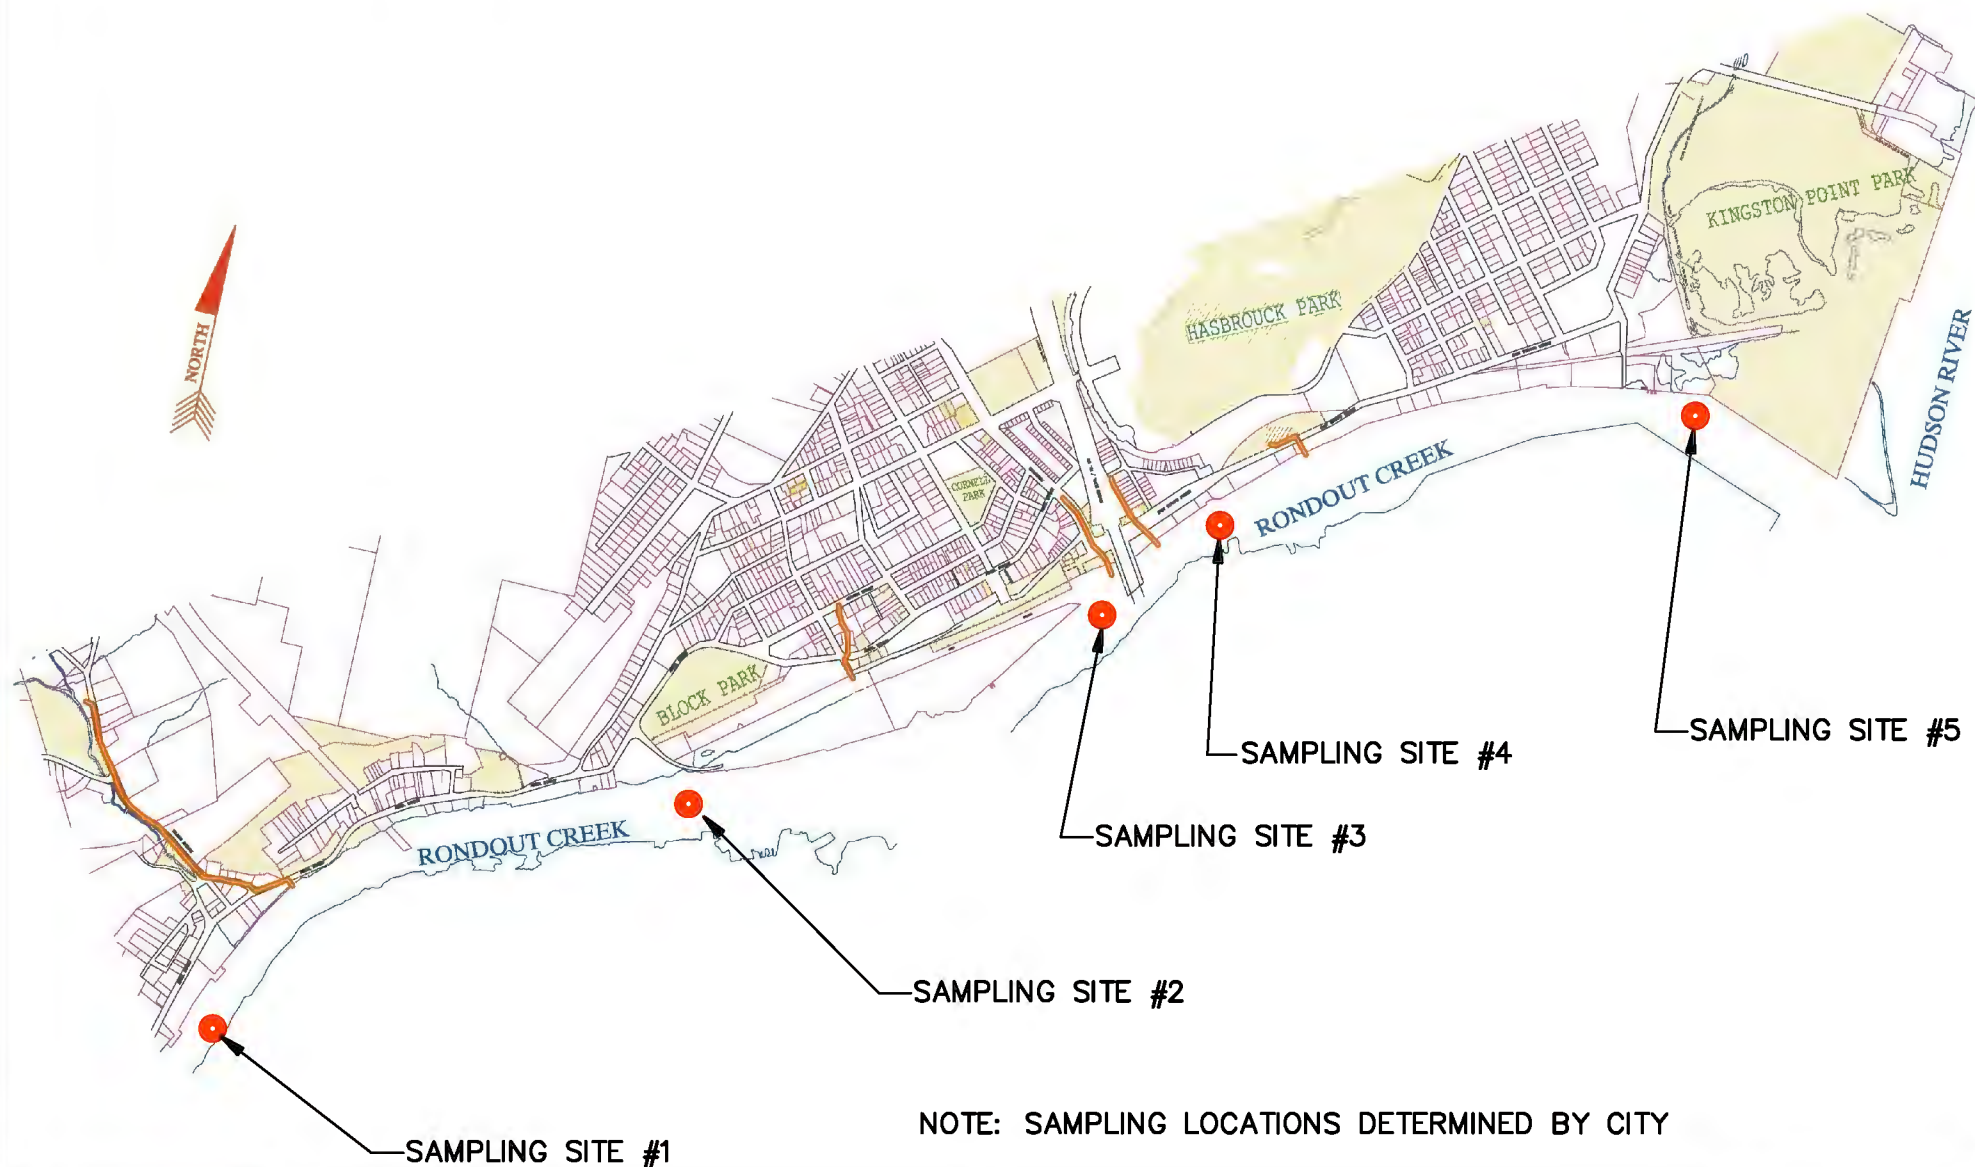 KINGSTON POINT PARK
HASBROUCK PARK
NORTH
HUDSON RIVER
CORNELL
PARK
RONDOUT CREEK
BLOCK PARK
SAMPLING SITE #5
SAMPLING SITE #4
SAMPLING SITE #3
RONDOUT CREEK
SAMPLING SITE #2
NOTE: SAMPLING LOCATIONS DETERMINED BY CITY
SAMPLING SITE #1